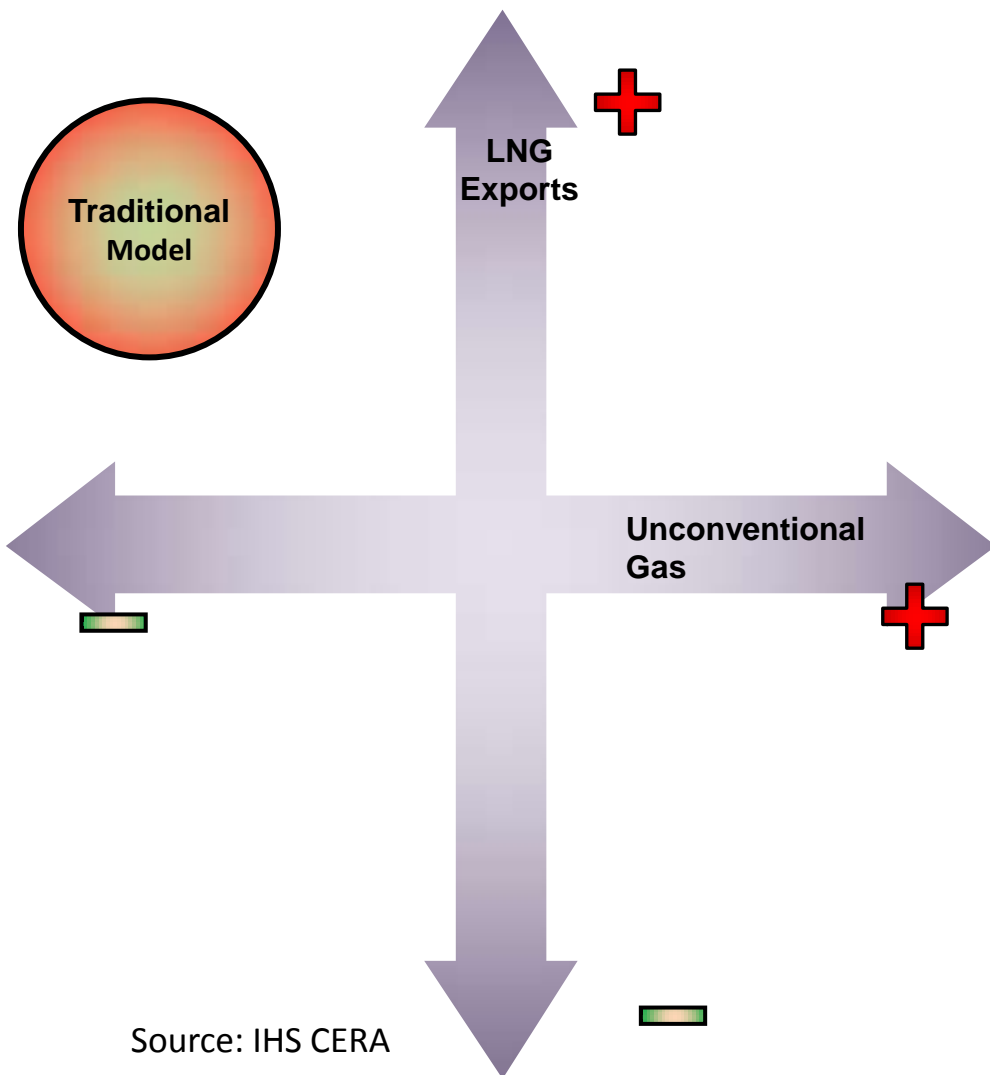 LNG
Exports
Traditional
Model
Unconventional
Gas
Source: IHS CERA